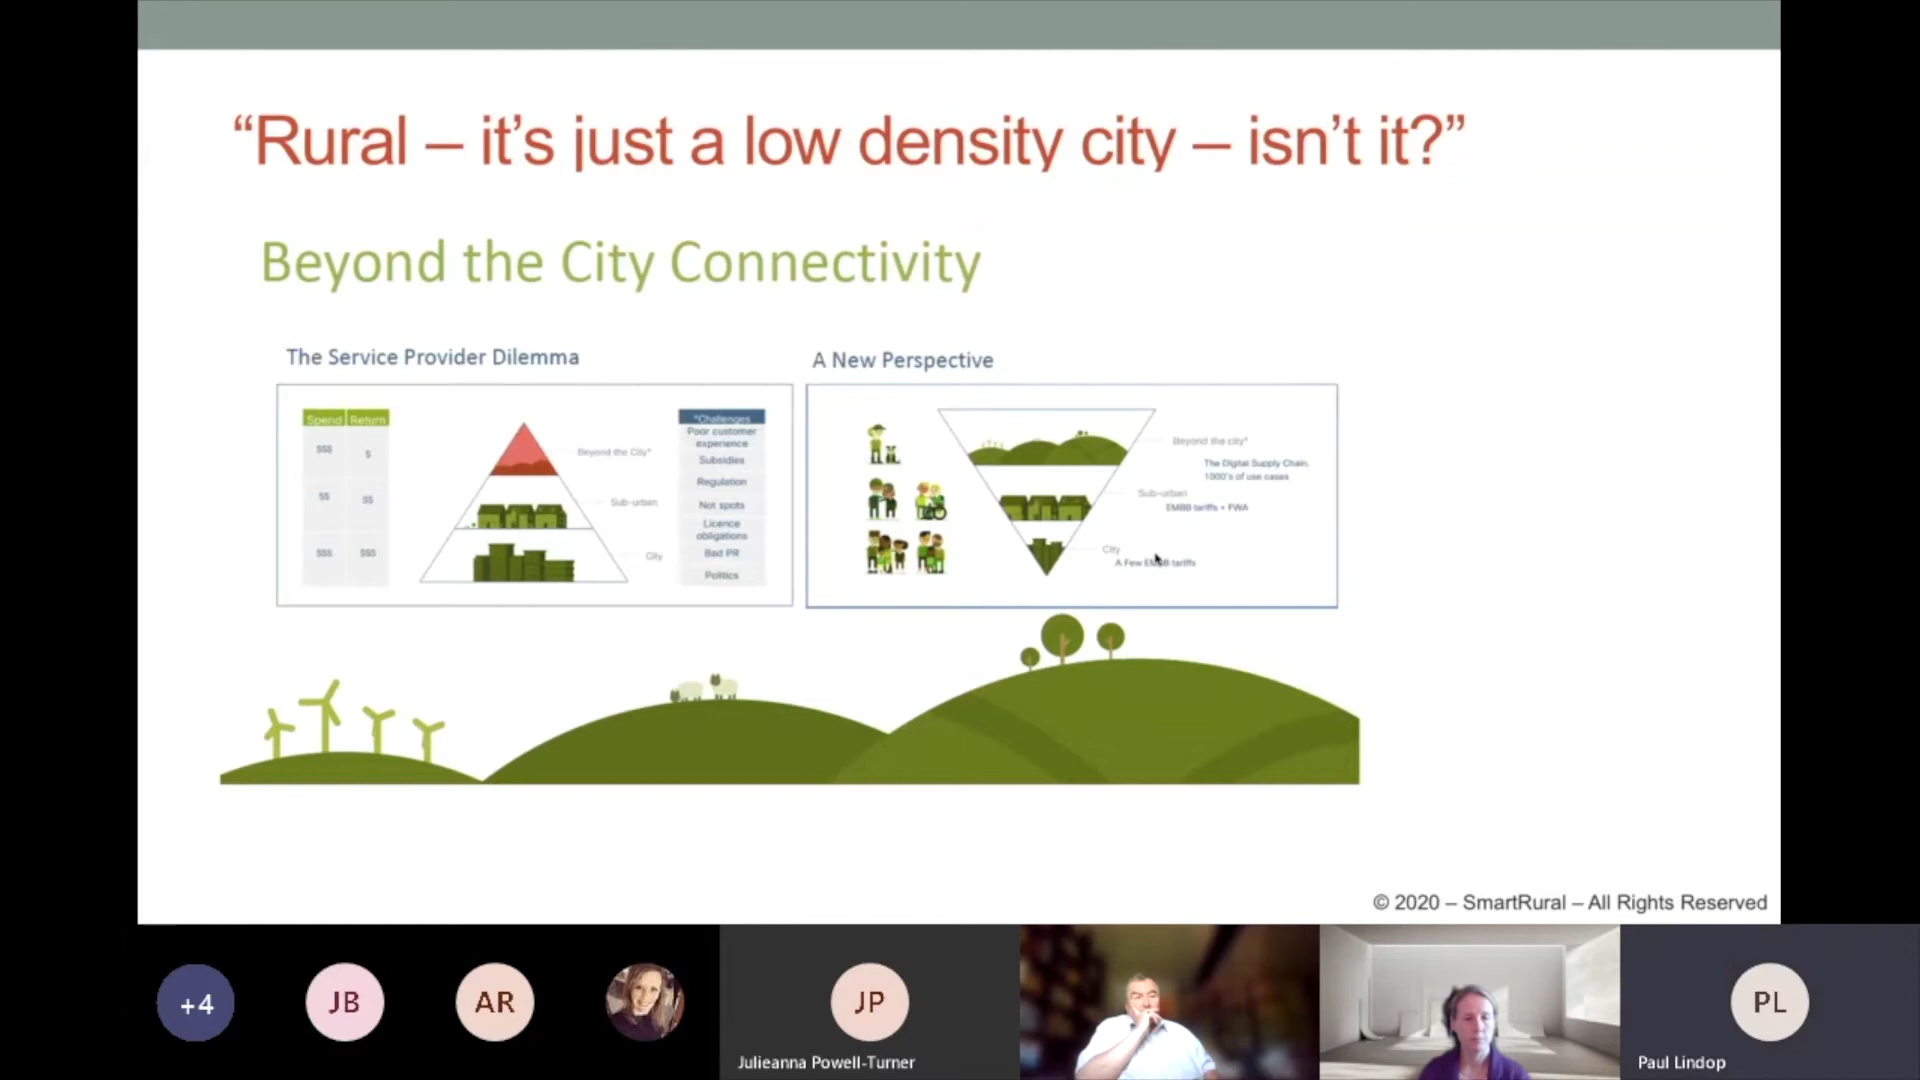 “Rural – it’s just a low density city – isn’t it?”
Beyond the City Connectivity
The Service Provider Dilemma
Spend Return
$$$ $
$$ $$
$$$ $$$
Beyond the City*
Sub-urban
City
*Challenges
Poor customer
experience
Subsidies
Regulation
Not spots
Licence
obligations
Bad PR
Politics
A New Perspective
Beyond the city*
The Digital Supply Chain.
1000's of use cases
Sub-urban
EMBB tariffs + FWA
City
A Few EMBB tariffs
© 2020 – SmartRural – All Rights Reserved
+4
JB
AR
JP
Julieanna Powell-Turner
PL
Paul Lindop